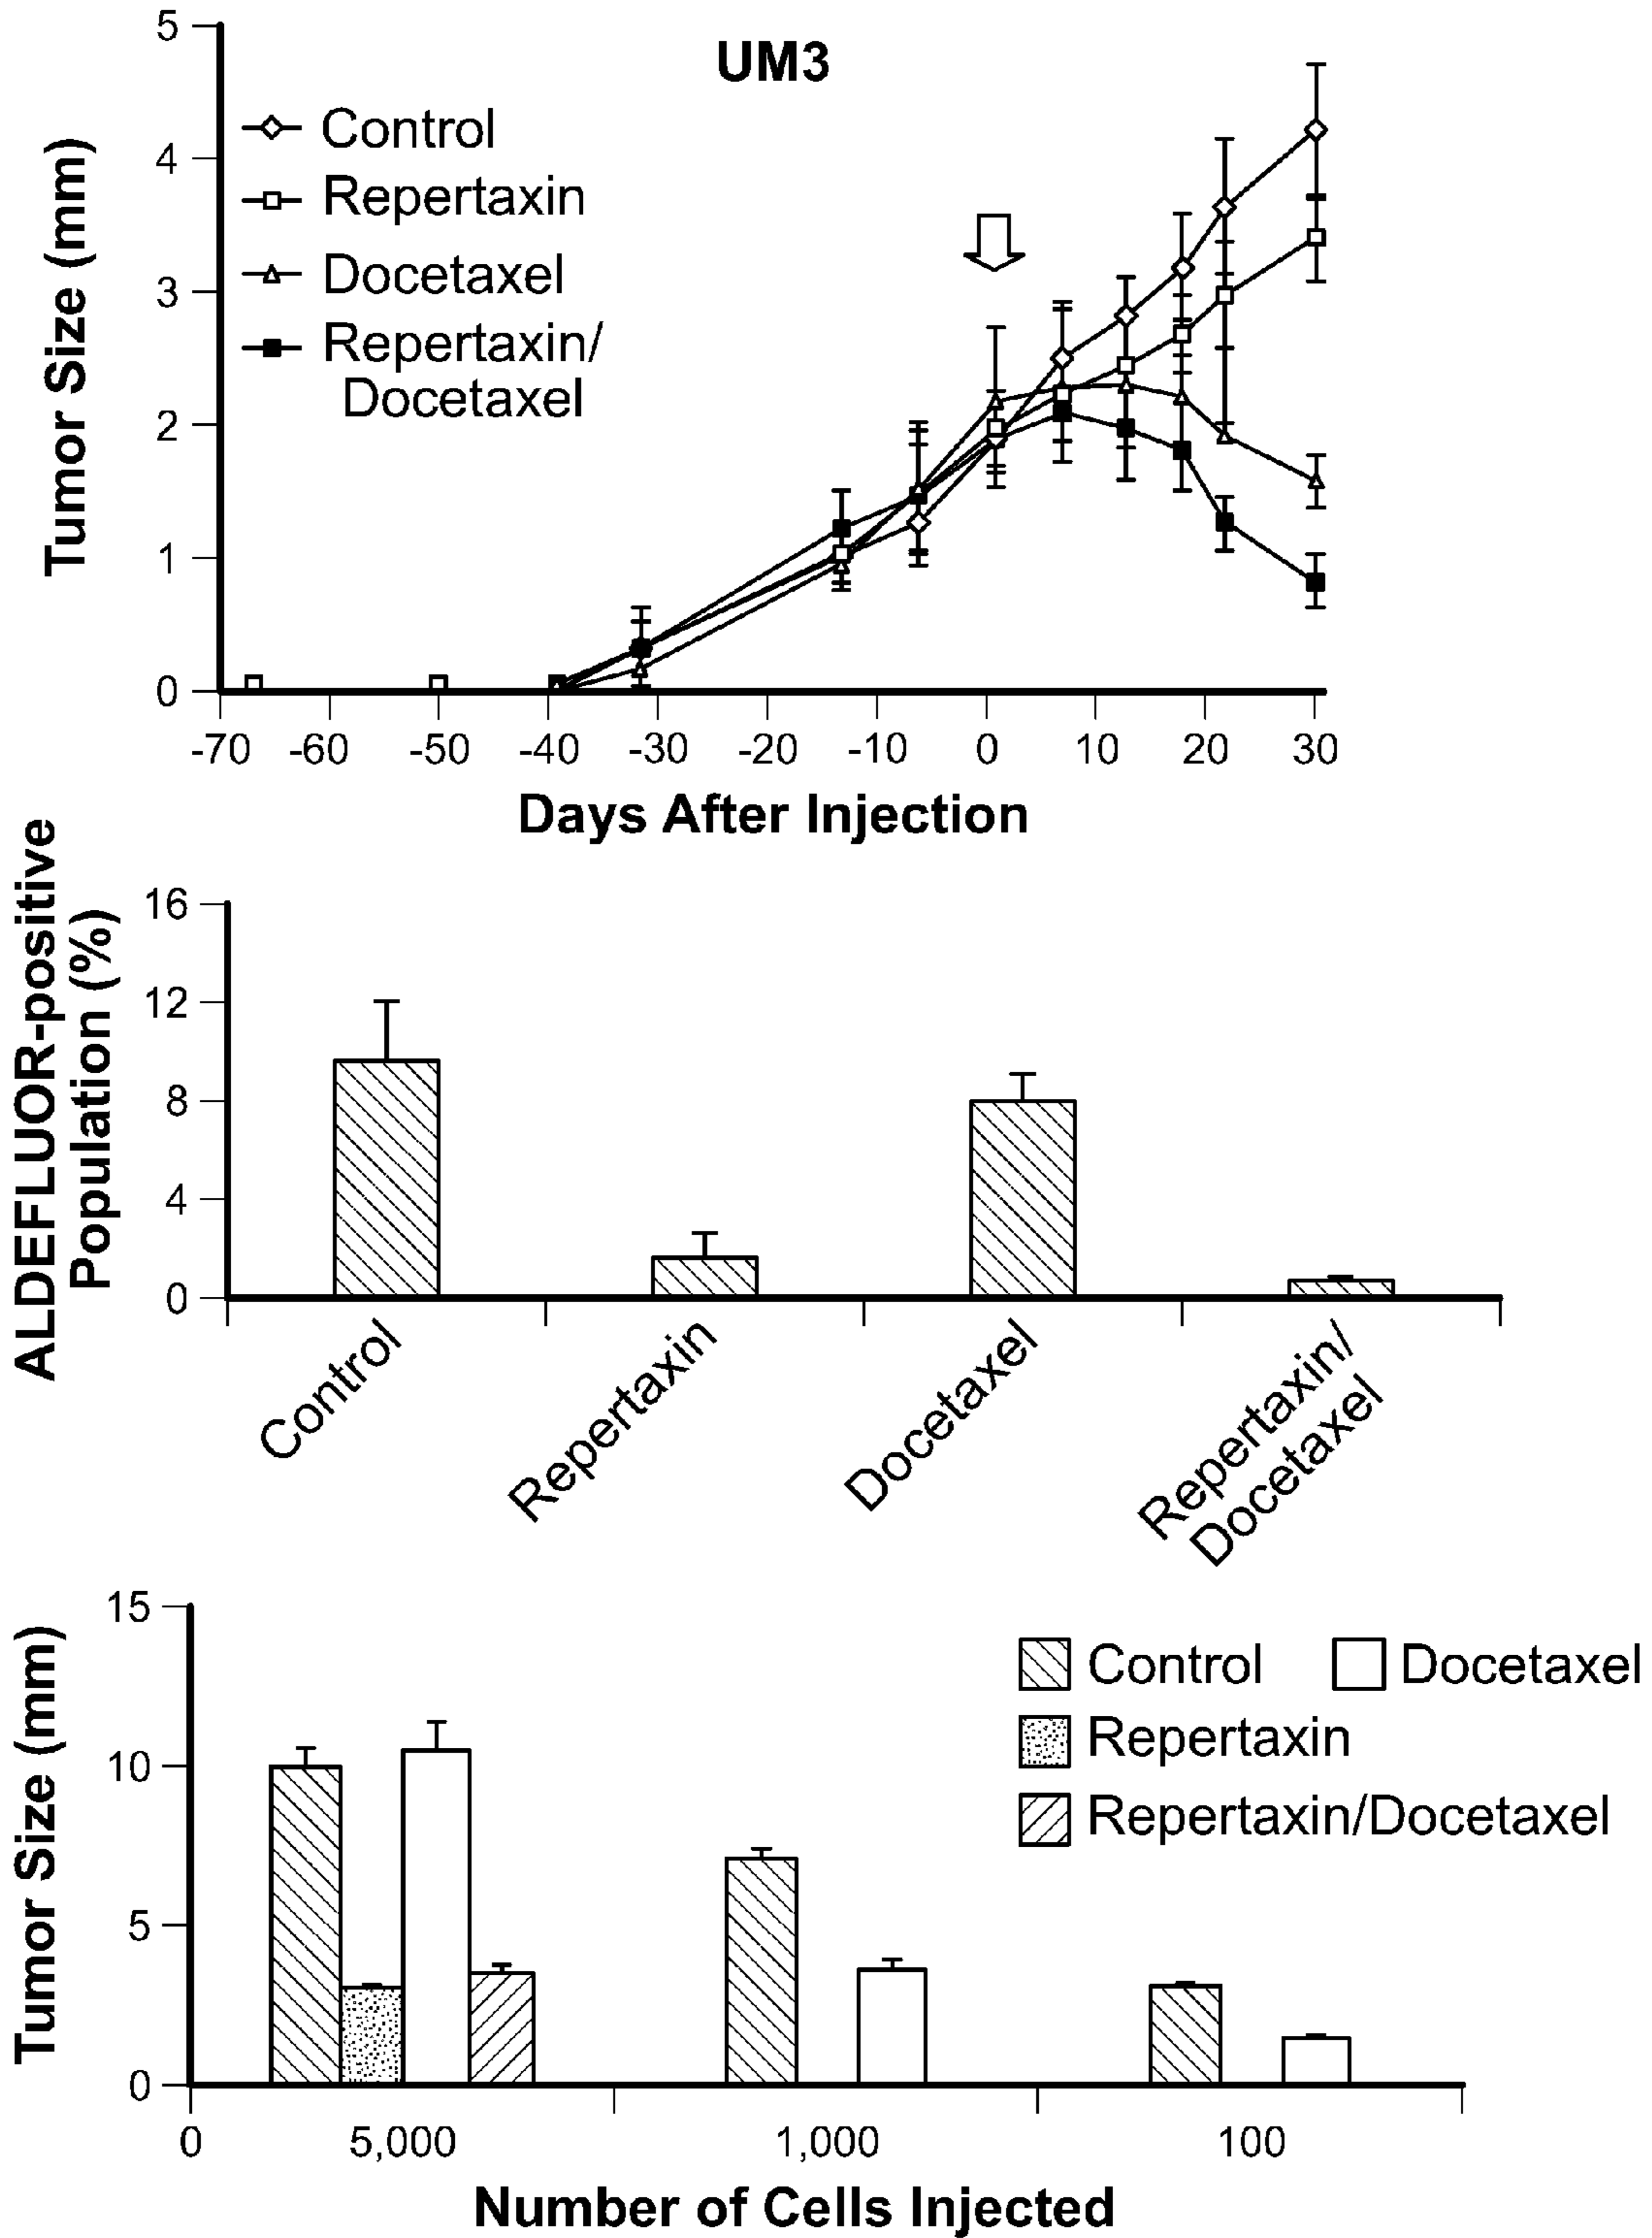 UM3
5
4
3
2
1
0
Tumor Size (mm)
Control
Repertaxin
Docetaxel
Repertaxin/
Docetaxel
-70 -60 -50 -40 -30 -20 -10 0 10 20 30
Days After Injection
ALDEFLUOR-positive
Population (%)
16
12
8
4
0
Control
Repertaxin
Docetaxel
Repertaxin/
Docetaxel
Tumor Size (mm)
15
10
5
0
Control Docetaxel
Repertaxin
Repertaxin/Docetaxel
0 5,000 1,000 100
Number of Cells Injected